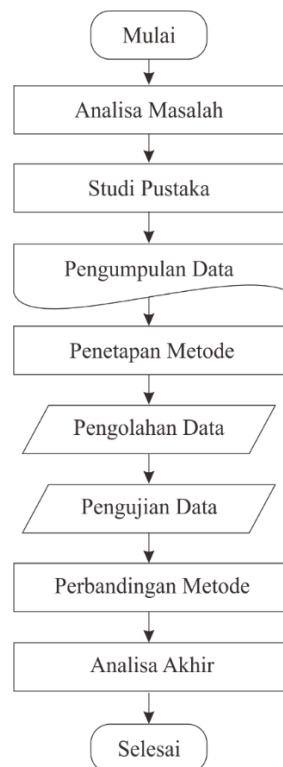 Mulai
Analisa Masalah
Studi Pustaka
Pengumpulan Data
Penetapan Metode
Pengolahan Data
Pengujian Data
Perbandingan Metode
Analisa Akhir
Selesai